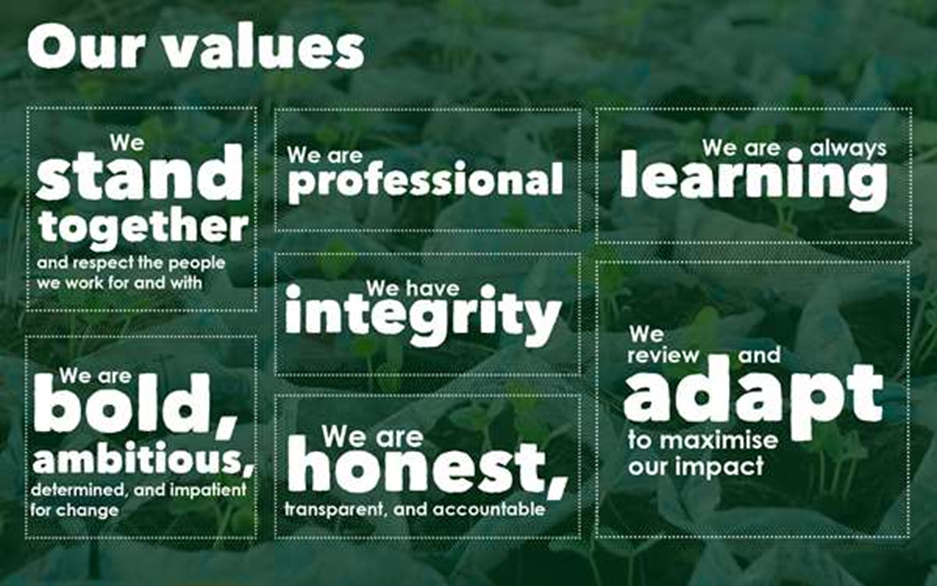 Our values
We
stand
together
and respect the people
we work for and with
We are
bold,
ambitious,
determined, and impatient
for change
We are
professional
We have
integrity
We are
honest,
transparent, and accountable
We are always
learning
We
review and
adapt
to maximise
our impact